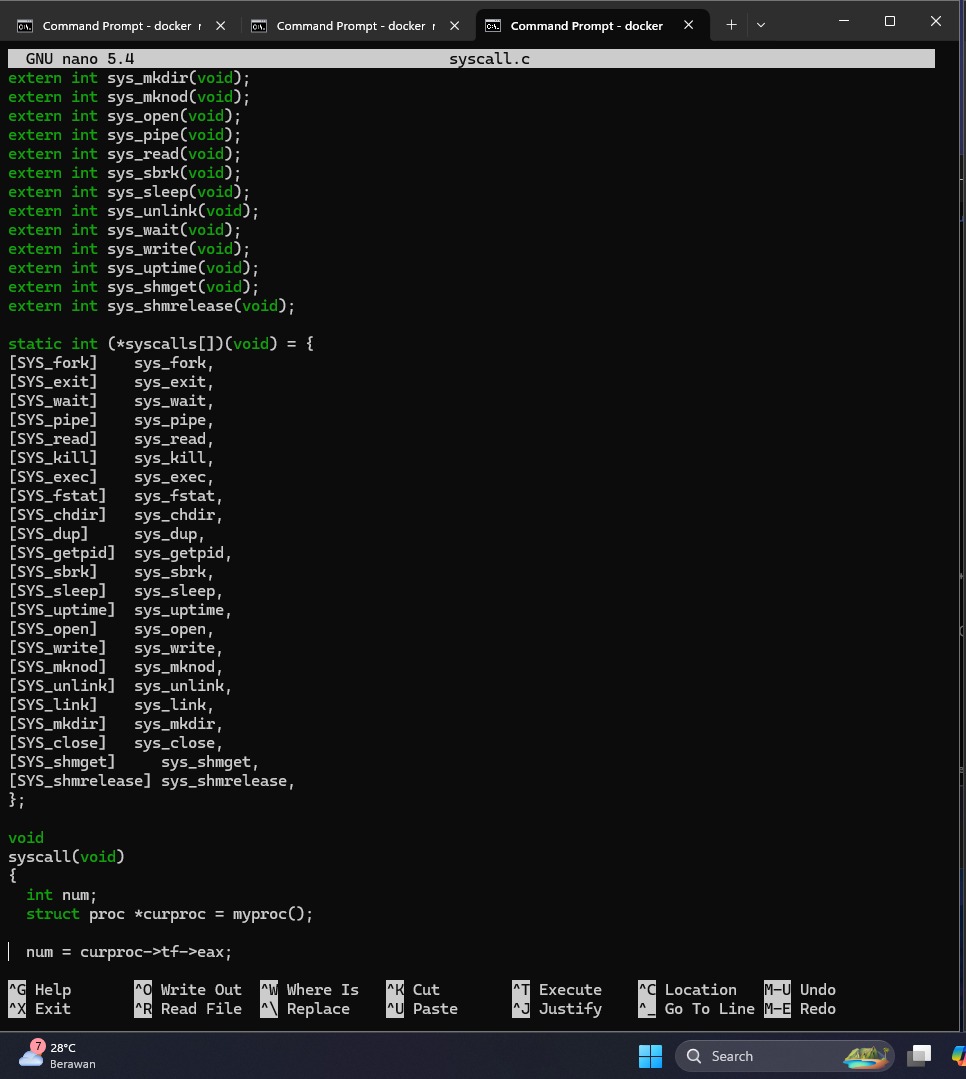 Command Prompt - docker r
Command Prompt - docker r
Command Prompt - docker
GNU nano 5.4 syscall.c
extern int sys_mkdir(void);
extern int sys_mknod(void);
extern int sys_open(void);
extern int sys_pipe(void);
extern int sys_read(void);
extern int sys_sbrk(void);
extern int sys_sleep(void);
extern int sys_unlink(void);
extern int sys_wait(void);
extern int sys_write(void);
extern int sys_uptime(void);
extern int sys_shmget(void);
extern int sys_shmrelease(void);
static int (*syscalls[])(void) = {
[SYS_fork]    sys_fork,
[SYS_exit]    sys_exit,
[SYS_wait]    sys_wait,
[SYS_pipe]    sys_pipe,
[SYS_read]    sys_read,
[SYS_kill]    sys_kill,
[SYS_exec]    sys_exec,
[SYS_fstat]   sys_fstat,
[SYS_chdir]   sys_chdir,
[SYS_dup]     sys_dup,
[SYS_getpid]  sys_getpid,
[SYS_sbrk]    sys_sbrk,
[SYS_sleep]   sys_sleep,
[SYS_uptime]  sys_uptime,
[SYS_open]    sys_open,
[SYS_write]   sys_write,
[SYS_mknod]   sys_mknod,
[SYS_unlink]  sys_unlink,
[SYS_link]    sys_link,
[SYS_mkdir]   sys_mkdir,
[SYS_close]   sys_close,
[SYS_shmget]     sys_shmget,
[SYS_shmrelease] sys_shmrelease,
};
void
syscall(void)
{
  int num;
  struct proc *curproc = myproc();
  num = curproc->tf->eax;
^G Help ^O Write Out ^W Where Is ^K Cut ^T Execute ^C Location M-U Undo
^X Exit ^R Read File ^\ Replace ^U Paste ^J Justify ^_ Go To Line M-E Redo
7
28°C
Berawan
Search